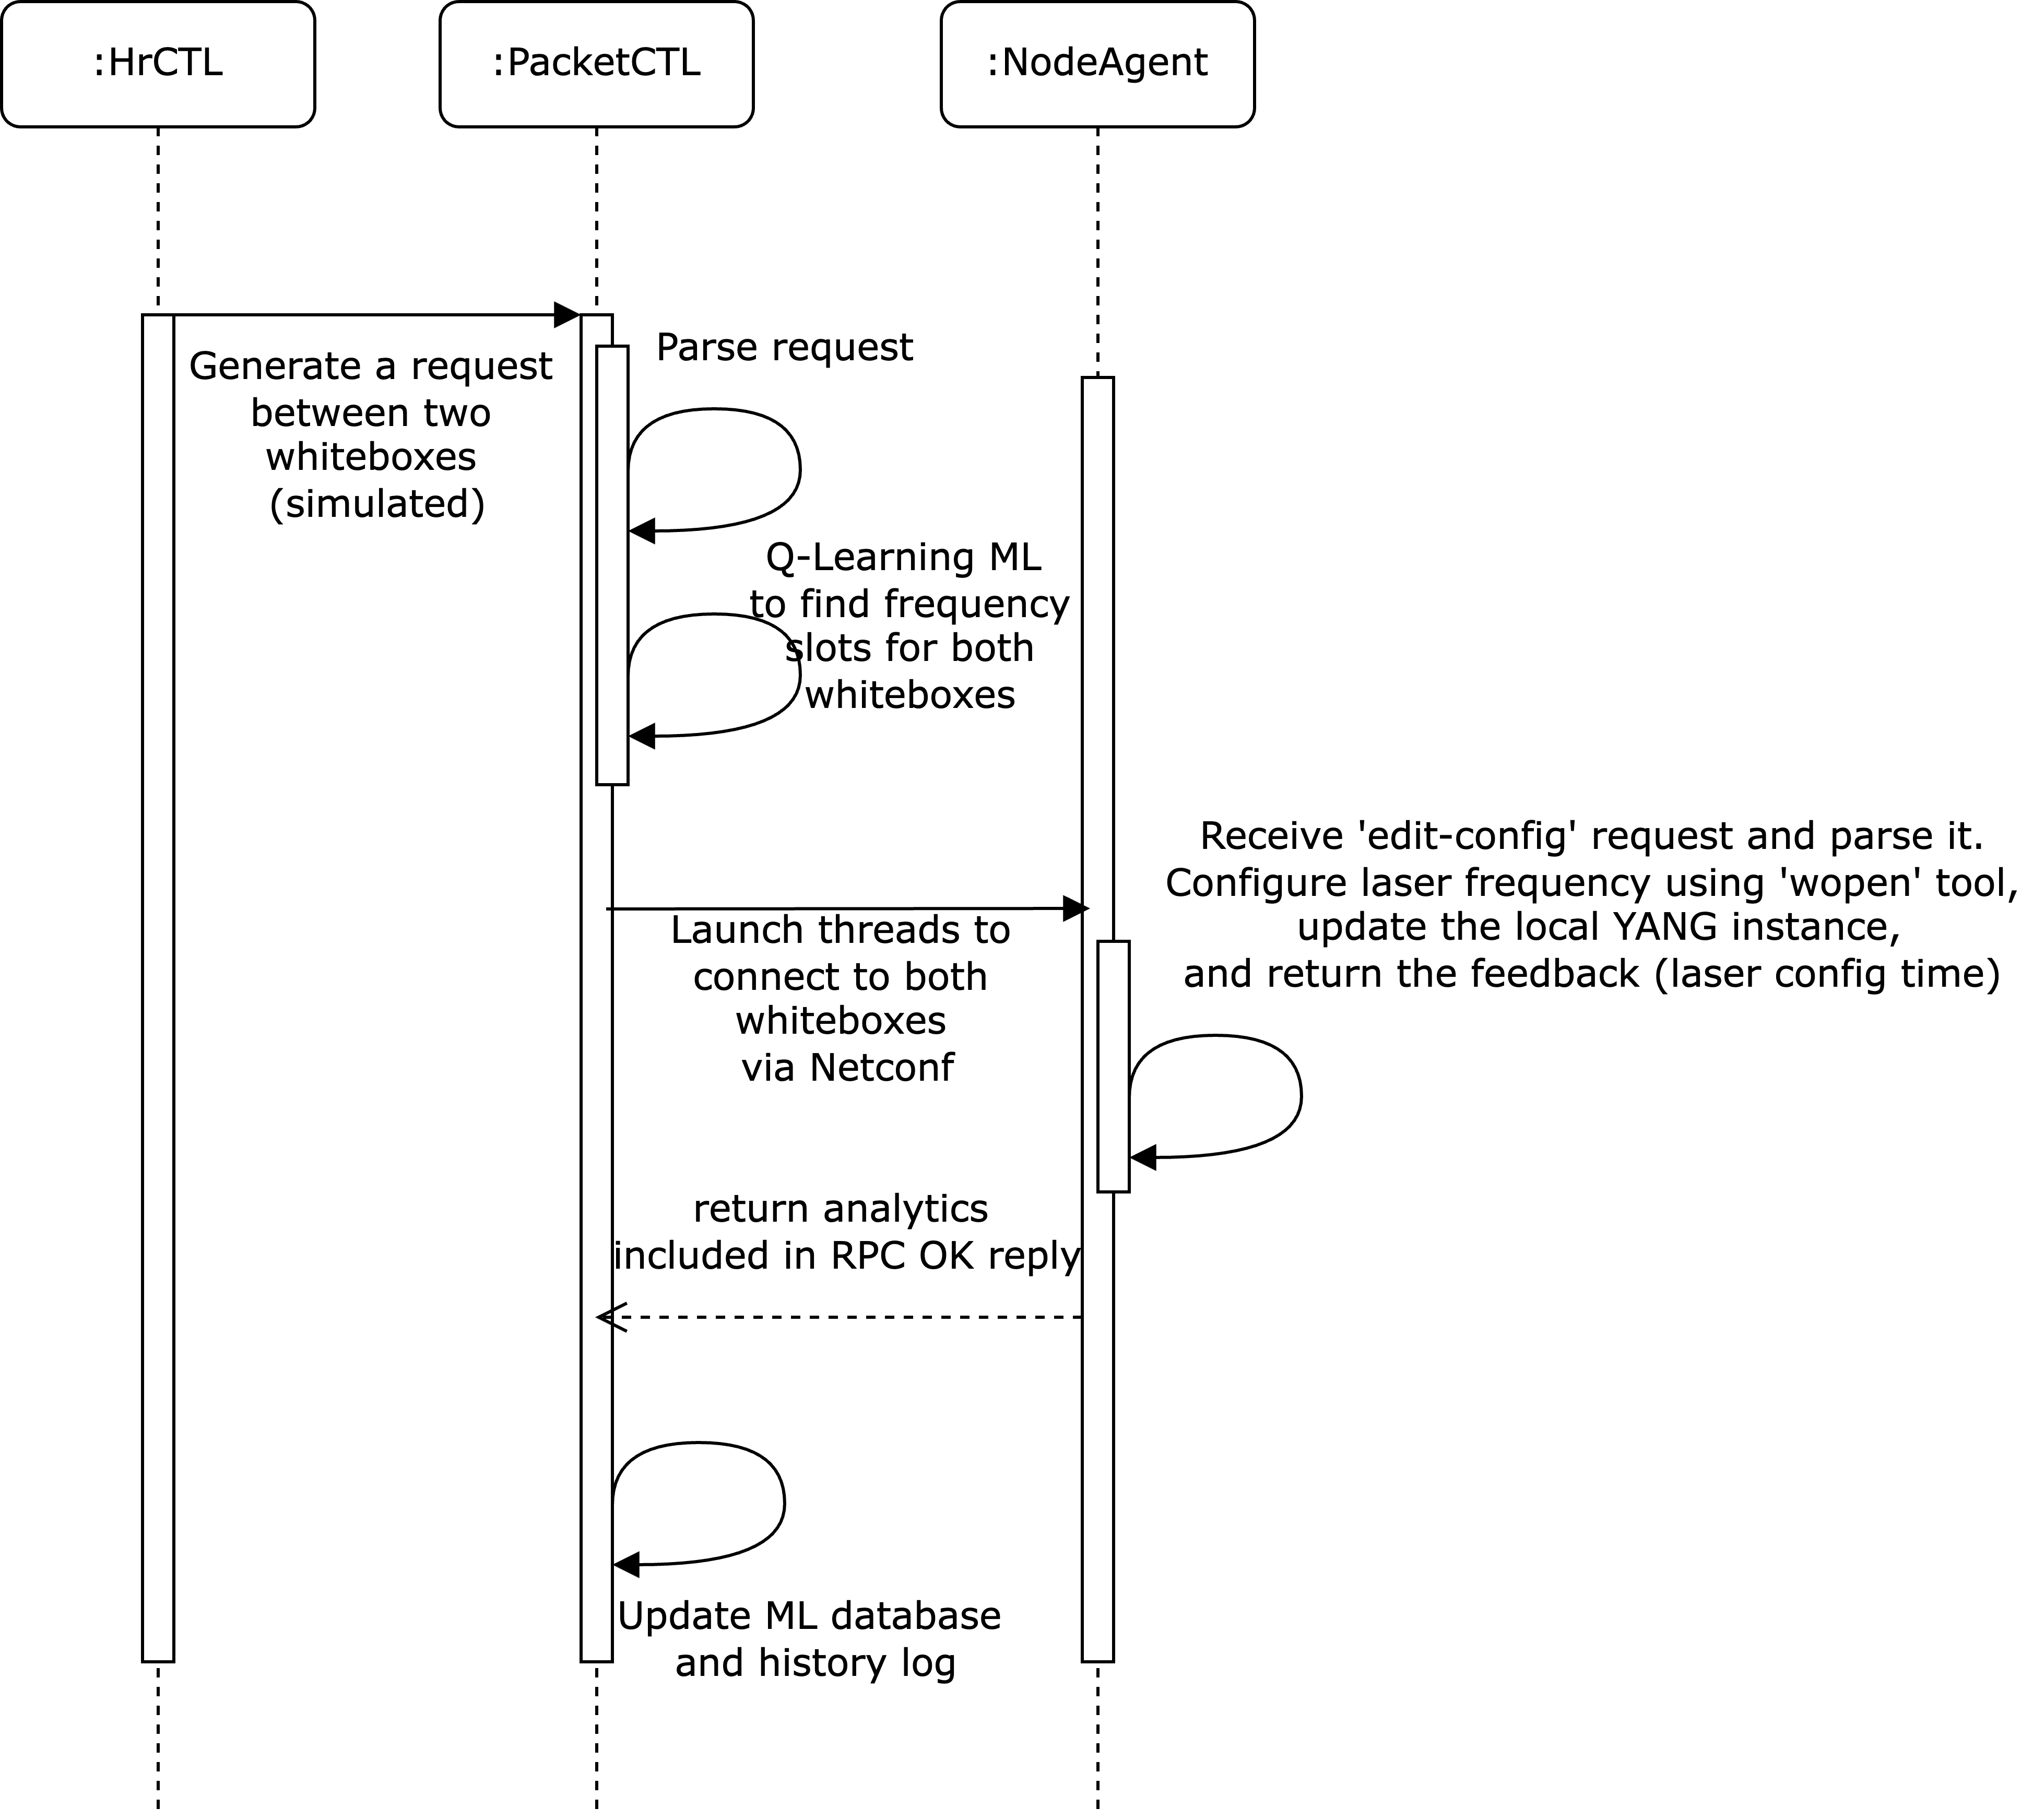 :HrCTL
:PacketCTL
:NodeAgent
Generate a request
between two
whiteboxes
(simulated)
Parse request
Q-Learning ML
to find frequency
slots for both
whiteboxes
Receive 'edit-config' request and parse it.
Configure laser frequency using 'wopen' tool,
update the local YANG instance,
and return the feedback (laser config time)
Launch threads to
connect to both
whiteboxes
via Netconf
return analytics
included in RPC OK reply
Update ML database
and history log